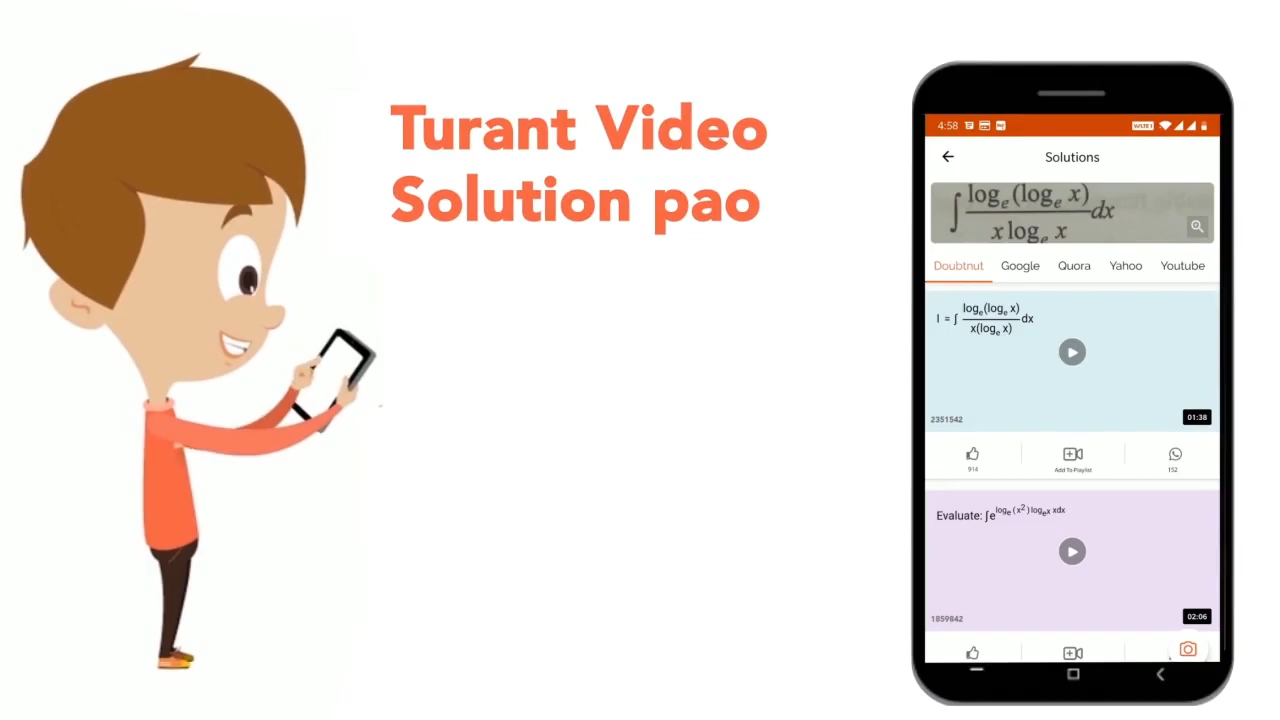 Turant Video
Solution pao
4:58
Solutions
∫ logₑ(logₑ x) / x logₑ x dx
Doubtnut Google Quora Yahoo Youtube
I = ∫ logₑ(logₑ x) / x(logₑ x) dx
2351542 01:38
914 Add To Playlist 152
Evaluate: ∫e^logₑ(x²)logₑx xdx
1859842 02:06